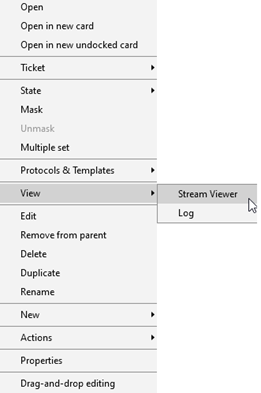 Open
Open in new card
Open in new undocked card
Ticket
State
Mask
Unmask
Multiple set
Protocols & Templates
View
Stream Viewer
Log
Edit
Remove from parent
Delete
Duplicate
Rename
New
Actions
Properties
Drag-and-drop editing